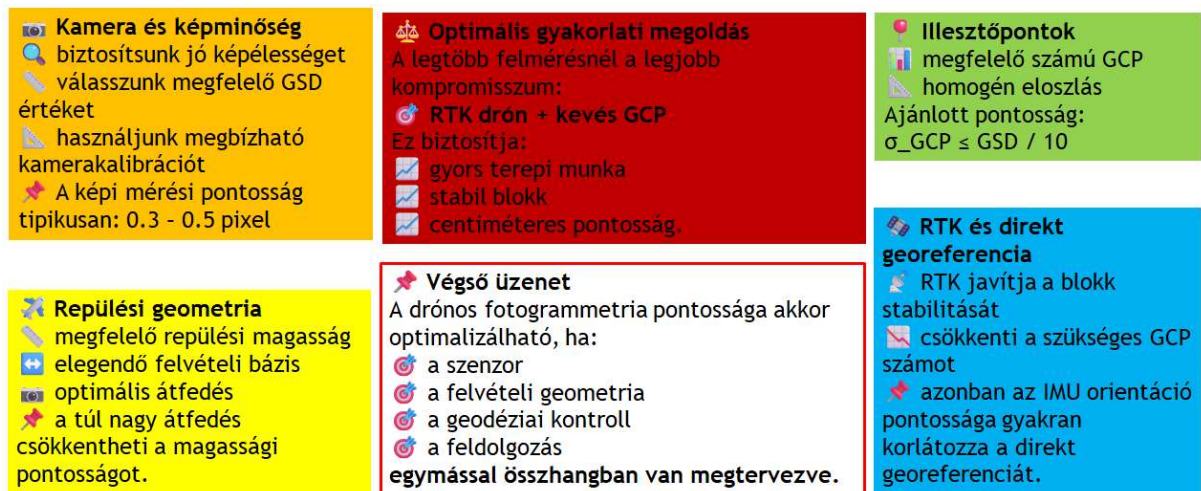 📷 Kamera és képminőség
🔍 biztosítsunk jó képélességet
📏 válasszunk megfelelő GSD
értéket
📐 használjunk megbízható
kamerakalibrációt
📌 A képi mérési pontosság
tipikusan: 0.3 – 0.5 pixel
🛩️ Repülési geometria
📏 megfelelő repülési magasság
↔️ elegendő felvételi bázis
📷 optimális átfedés
📌 a túl nagy átfedés
csökkentheti a magassági
pontosságot.
⚖️ Optimális gyakorlati megoldás
A legtöbb felmérésnél a legjobb
kompromisszum:
🎯 RTK drón + kevés GCP
Ez biztosítja:
📈 gyors terepi munka
📈 stabil blokk
📈 centiméteres pontosság.
📌 Végső üzenet
A drónos fotogrammetria pontossága akkor
optimalizálható, ha:
🎯 a szenzor
🎯 a felvételi geometria
🎯 a geodéziai kontroll
🎯 a feldolgozás
egymással összhangban van megtervezve.
📍 Illesztőpontok
📊 megfelelő számú GCP
📐 homogén eloszlás
Ajánlott pontosság:
σ_GCP ≤ GSD / 10
🛰️ RTK és direkt
georeferencia
📡 RTK javítja a blokk
stabilitását
📉 csökkenti a szükséges GCP
számot
📌 azonban az IMU orientáció
pontossága gyakran
korlátozza a direkt
georeferenciát.